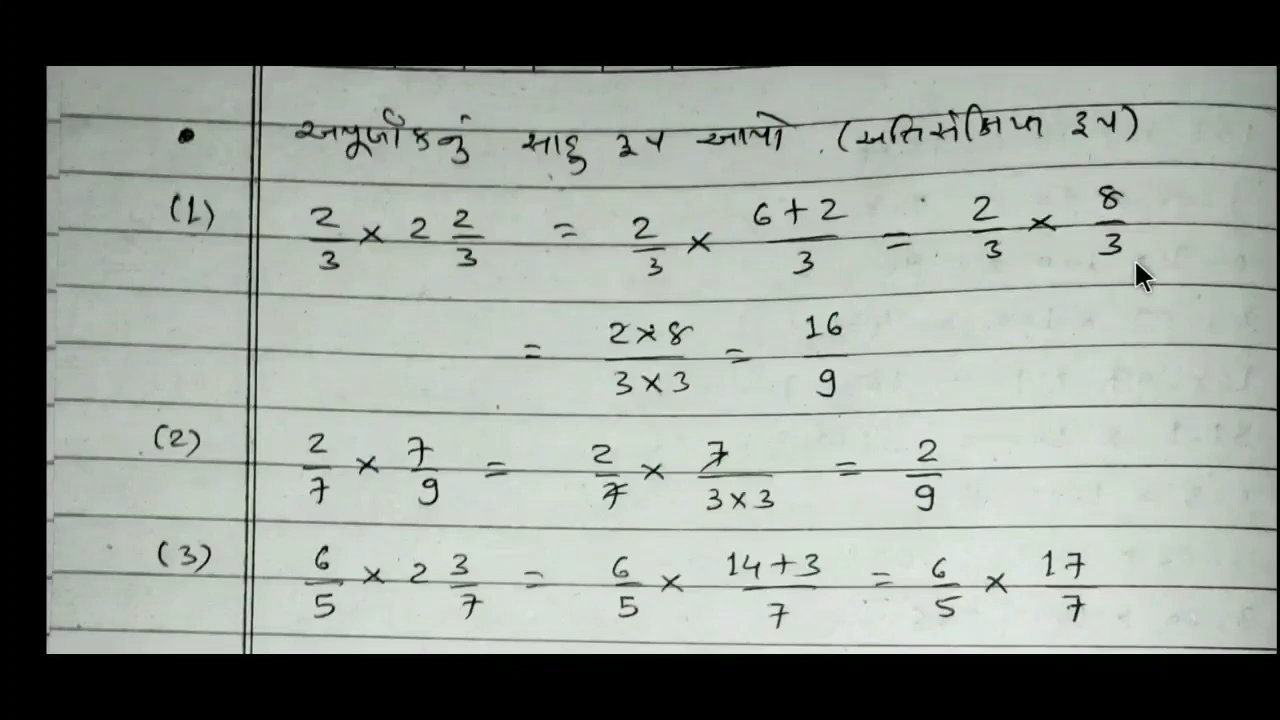 • અપૂર્ણાંકનું સાદુ રૂપ આપો . (અતિસંક્ષિપ્ત રૂપ)
(1) 2/3 × 2 2/3 = 2/3 × (6+2)/3 = 2/3 × 8/3
= (2×8)/(3×3) = 16/9
(2) 2/7 × 7/9 = 2/7 × 7/(3×3) = 2/9
(3) 6/5 × 2 3/7 = 6/5 × (14+3)/7 = 6/5 × 17/7